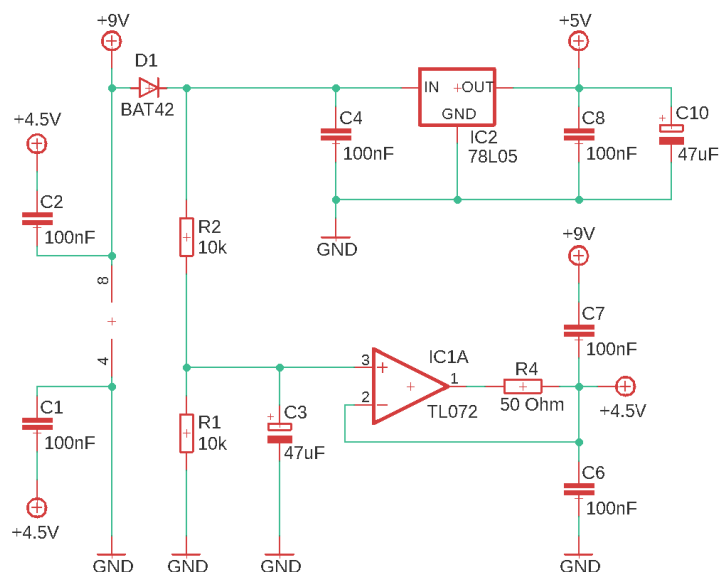 +9V
D1
BAT42
+5V
IN
OUT
GND
IC2
78L05
C4
100nF
C8
100nF
C10
47uF
+
+4.5V
C2
100nF
GND
R2
10k
8
4
+9V
C7
100nF
3
+
IC1A
1
2
−
TL072
R4
50 Ohm
+4.5V
C1
100nF
+4.5V
R1
10k
+
C3
47uF
C6
100nF
GND
GND
GND
GND